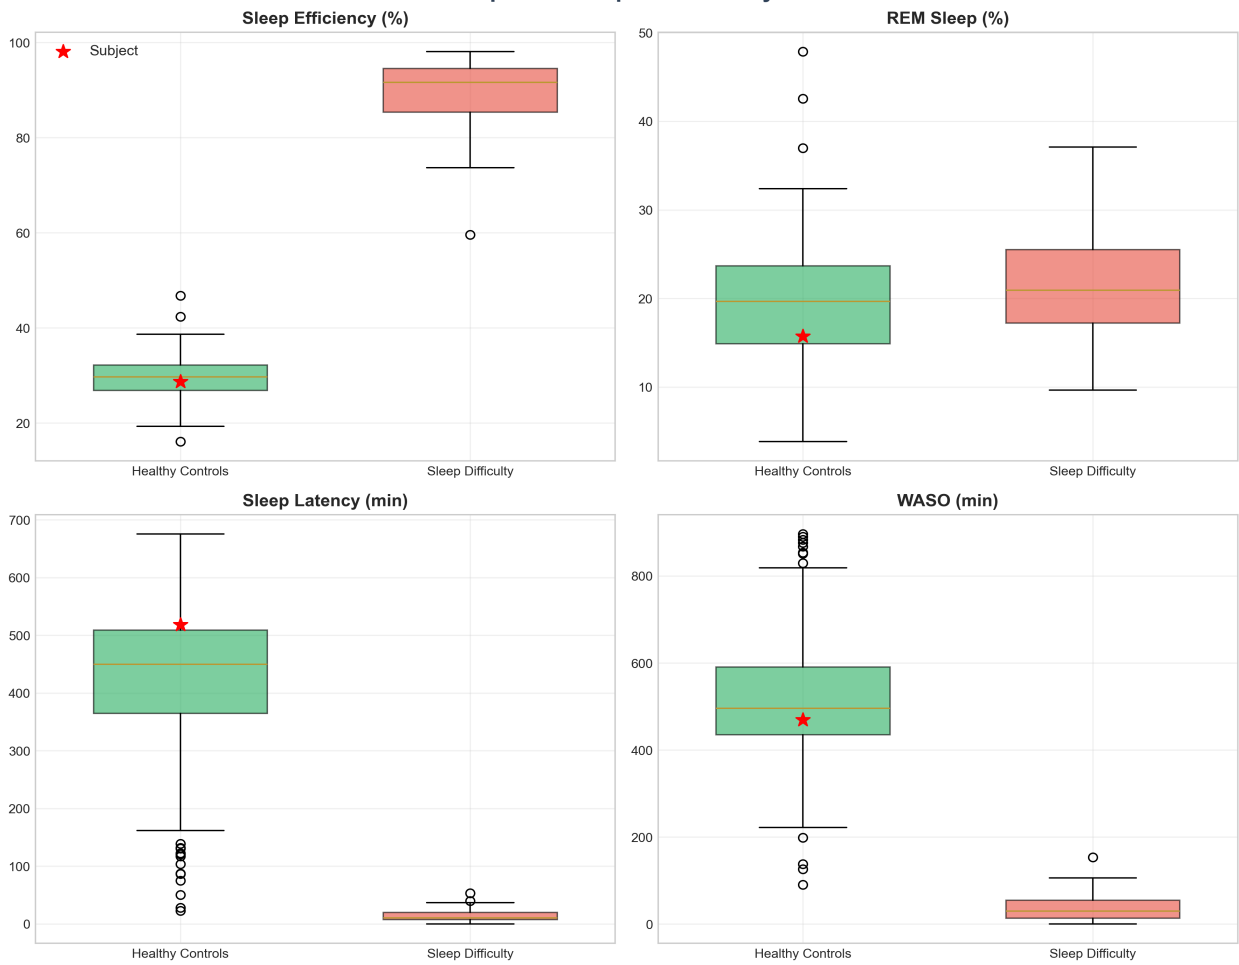 Sleep Efficiency (%)
REM Sleep (%)
100
80
60
40
20
Subject
Healthy Controls
Sleep Difficulty
50
40
30
20
10
Healthy Controls
Sleep Difficulty
Sleep Latency (min)
WASO (min)
700
600
500
400
300
200
100
0
Healthy Controls
Sleep Difficulty
800
600
400
200
0
Healthy Controls
Sleep Difficulty